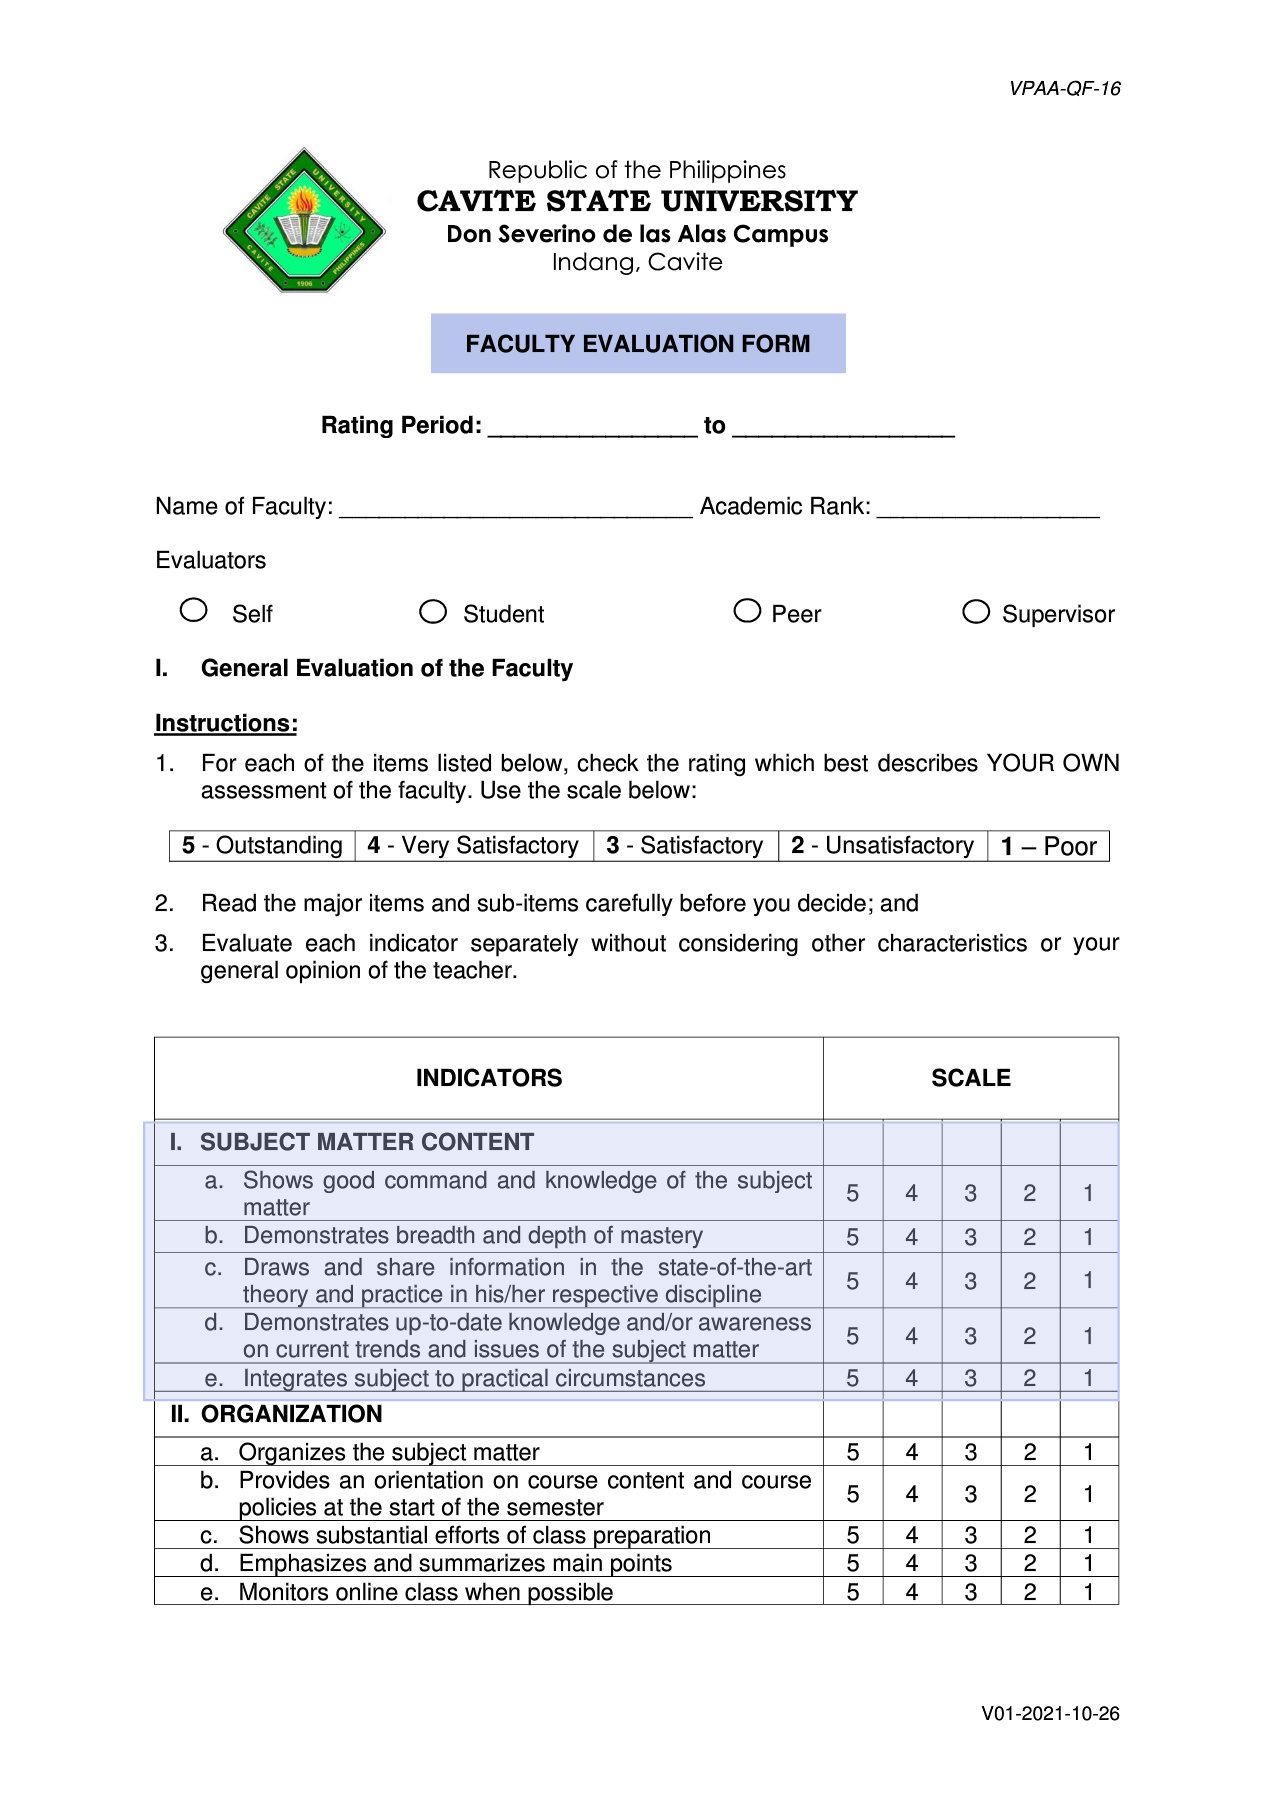 VPAA-QF-16
CAVITE STATE UNIVERSITY
CAVITE
PHILIPPINES
1906
Republic of the Philippines
CAVITE STATE UNIVERSITY
Don Severino de las Alas Campus
Indang, Cavite
FACULTY EVALUATION FORM
Rating Period: ________________ to _________________
Name of Faculty: ___________________________ Academic Rank: _________________
Evaluators
Self Student Peer Supervisor
I. General Evaluation of the Faculty
Instructions:
1. For each of the items listed below, check the rating which best describes YOUR OWN
assessment of the faculty. Use the scale below:
5 - Outstanding 4 - Very Satisfactory 3 - Satisfactory 2 - Unsatisfactory 1 – Poor
2. Read the major items and sub-items carefully before you decide; and
3. Evaluate each indicator separately without considering other characteristics or your
general opinion of the teacher.
INDICATORS SCALE
I. SUBJECT MATTER CONTENT
a. Shows good command and knowledge of the subject
matter 5 4 3 2 1
b. Demonstrates breadth and depth of mastery 5 4 3 2 1
c. Draws and share information in the state-of-the-art
theory and practice in his/her respective discipline 5 4 3 2 1
d. Demonstrates up-to-date knowledge and/or awareness
on current trends and issues of the subject matter 5 4 3 2 1
e. Integrates subject to practical circumstances 5 4 3 2 1
II. ORGANIZATION
a. Organizes the subject matter 5 4 3 2 1
b. Provides an orientation on course content and course
policies at the start of the semester 5 4 3 2 1
c. Shows substantial efforts of class preparation 5 4 3 2 1
d. Emphasizes and summarizes main points 5 4 3 2 1
e. Monitors online class when possible 5 4 3 2 1
V01-2021-10-26